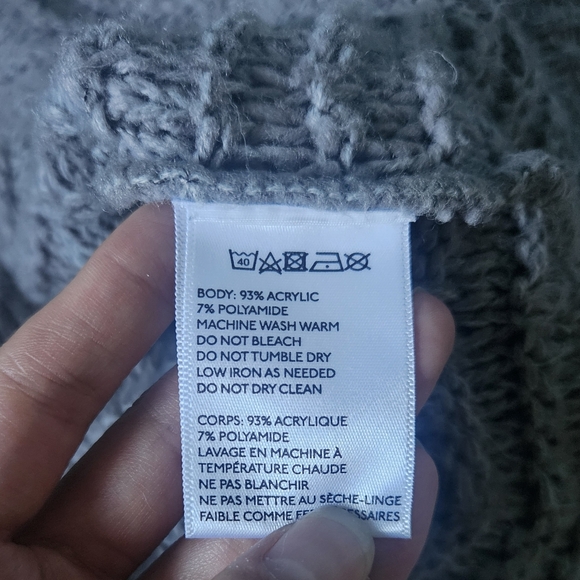 40
BODY: 93% ACRYLIC
7% POLYAMIDE
MACHINE WASH WARM
DO NOT BLEACH
DO NOT TUMBLE DRY
LOW IRON AS NEEDED
DO NOT DRY CLEAN
CORPS: 93% ACRYLIQUE
7% POLYAMIDE
LAVAGE EN MACHINE À
TEMPÉRATURE CHAUDE
NE PAS BLANCHIR
NE PAS METTRE AU SÈCHE-LINGE
FAIBLE COMME